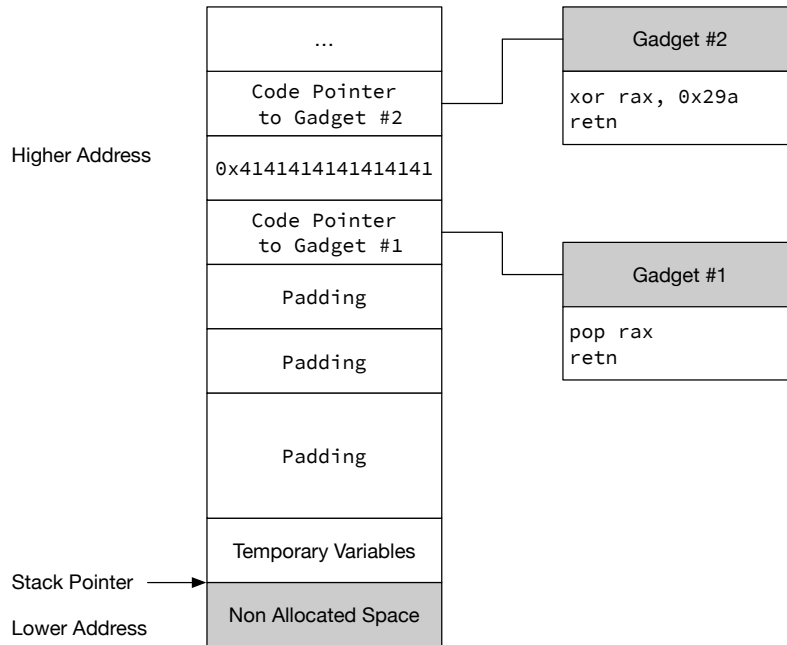 ...
Code Pointer
to Gadget #2
Higher Address
0x4141414141414141
Code Pointer
to Gadget #1
Padding
Padding
Padding
Temporary Variables
Stack Pointer
Non Allocated Space
Lower Address
Gadget #2
xor rax, 0x29a
retn
Gadget #1
pop rax
retn